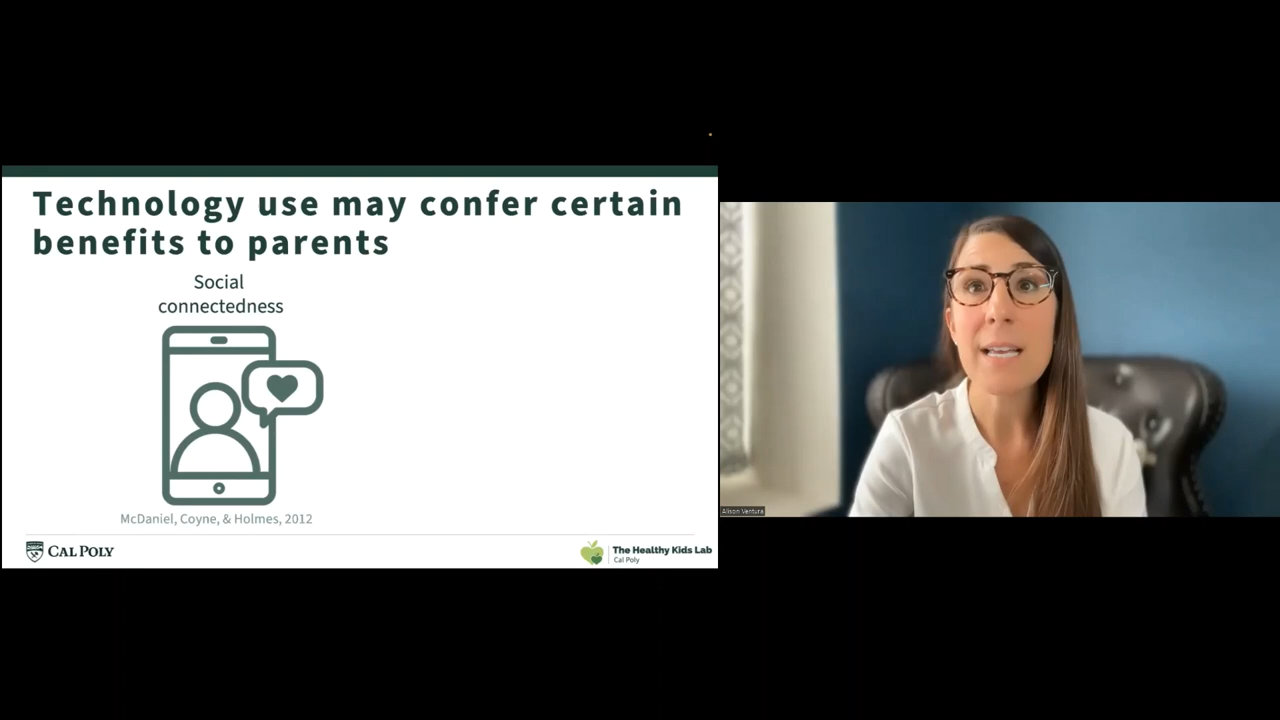 Technology use may confer certain
benefits to parents
Social
connectedness
McDaniel, Coyne, & Holmes, 2012
CAL POLY
The Healthy Kids Lab
Cal Poly
Alison Ventura